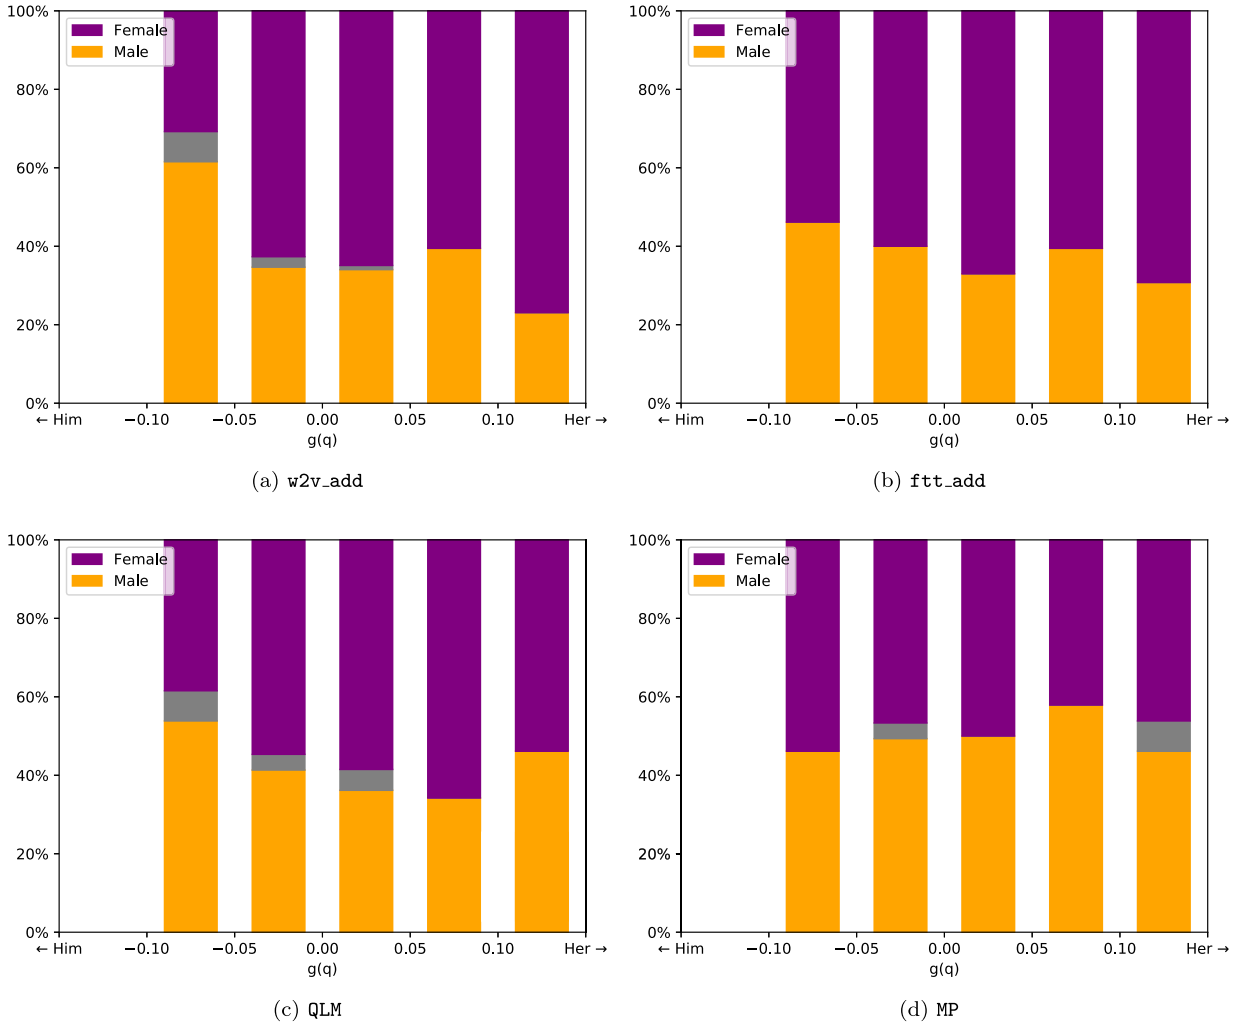 100%
80%
60%
40%
20%
0%
Female
Male
← Him
−0.10
−0.05
0.00
0.05
0.10
Her →
g(q)
(a) w2v_add
100%
80%
60%
40%
20%
0%
Female
Male
← Him
−0.10
−0.05
0.00
0.05
0.10
Her →
g(q)
(b) ftt_add
100%
80%
60%
40%
20%
0%
Female
Male
← Him
−0.10
−0.05
0.00
0.05
0.10
Her →
g(q)
(c) QLM
100%
80%
60%
40%
20%
0%
Female
Male
← Him
−0.10
−0.05
0.00
0.05
0.10
Her →
g(q)
(d) MP